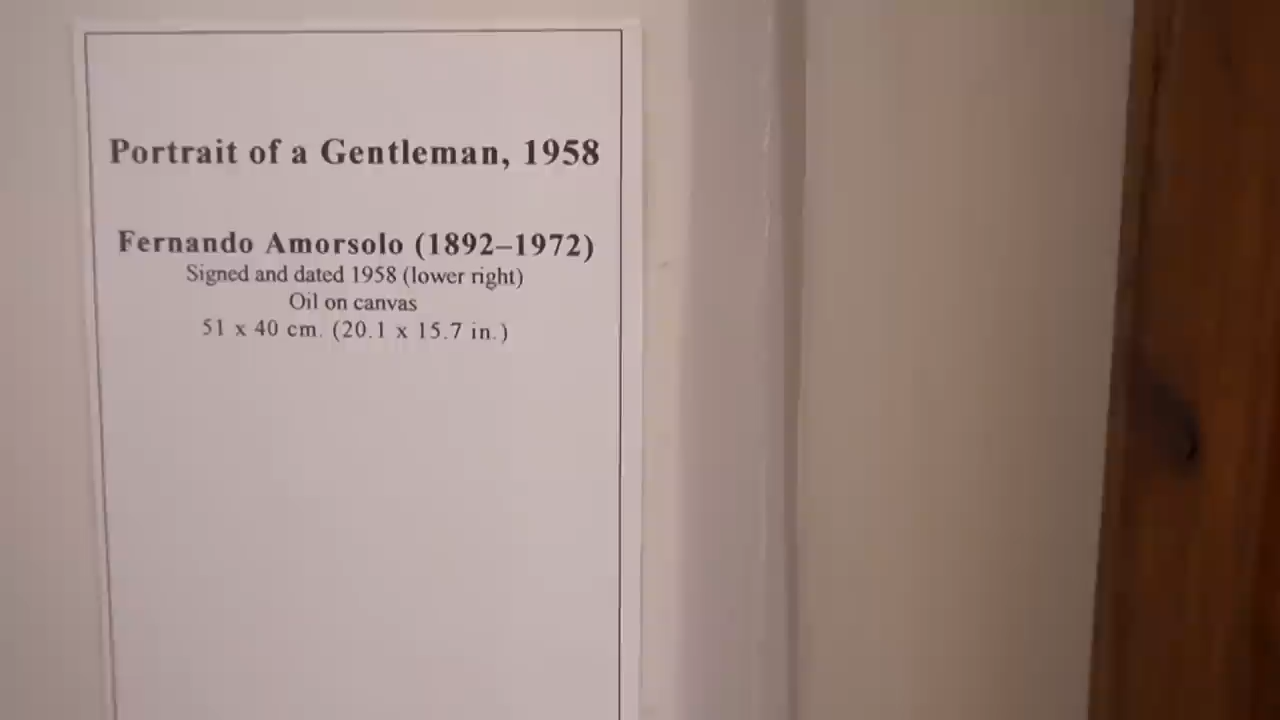 Portrait of a Gentleman, 1958
Fernando Amorsolo (1892–1972)
Signed and dated 1958 (lower right)
Oil on canvas
51 x 40 cm. (20.1 x 15.7 in.)